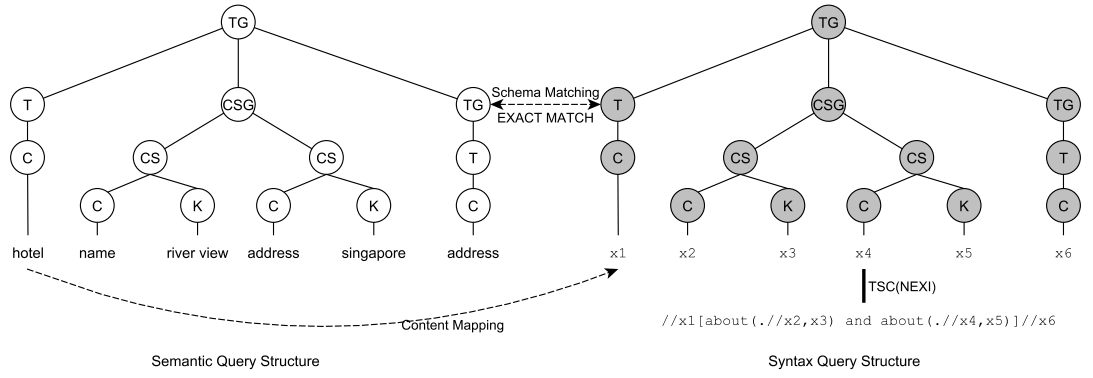 TG TG
T CSG TG Schema Matching T CSG TG
EXACT MATCH
C CS CS T C CS CS T
C K C K C C K C K C
hotel name river view address singapore address x1 x2 x3 x4 x5 x6
TSC(NEXI)
Content Mapping //x1[about(.//x2,x3) and about(.//x4,x5)]//x6
Semantic Query Structure Syntax Query Structure